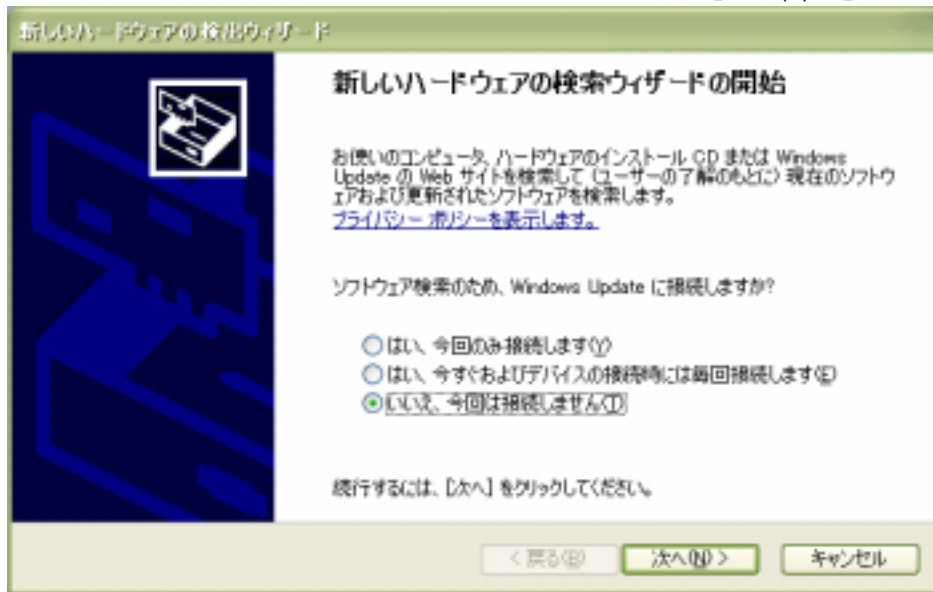 新しいハードウェアの検出ウィザード
新しいハードウェアの検索ウィザードの開始
お使いのコンピュータ、ハードウェアのインストール CD または Windows
Update の Web サイトを検索して (ユーザーの了解のもとに) 現在のソフトウ
ェアおよび更新されたソフトウェアを検索します。
プライバシー ポリシーを表示します。
ソフトウェア検索のため、Windows Update に接続しますか?
はい、今回のみ接続します(Y)
はい、今すぐおよびデバイスの接続時には毎回接続します(E)
いいえ、今回は接続しません(T)
続行するには、[次へ] をクリックしてください。
< 戻る(B)
次へ(N) >
キャンセル